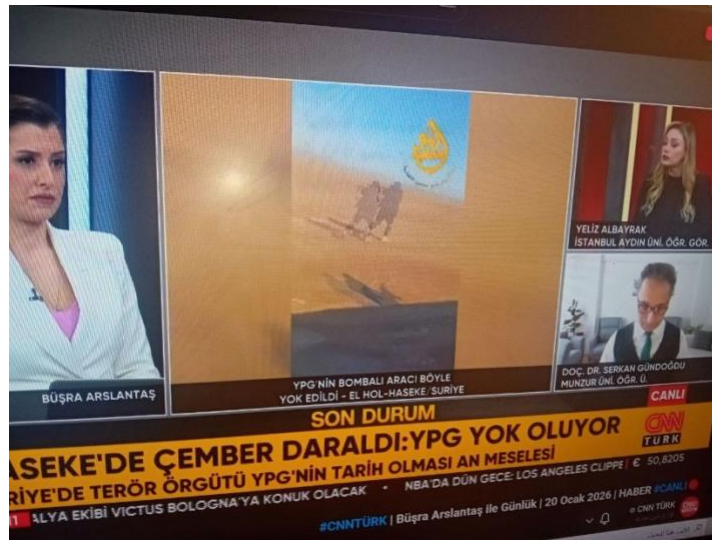 YELİZ ALBAYRAK
İSTANBUL AYDIN ÜNİ. ÖĞR. GÖR.
DOÇ. DR. SERKAN GÜNDOĞDU
MUNZUR ÜNİ. ÖĞR. Ü.
BÜŞRA ARSLANTAŞ
YPG'NİN BOMBALI ARACI BÖYLE
YOK EDİLDİ - EL HOL-HASEKE/SURİYE
CANLI
SON DURUM
ASEKE'DE ÇEMBER DARALDI:YPG YOK OLUYOR
CNN
TÜRK
RİYE'DE TERÖR ÖRGÜTÜ YPG'NİN TARİH OLMASI AN MESELESİ
€ 50,8205
ALYA EKİBİ VICTUS BOLOGNA'YA KONUK OLACAK • NBA'DA DÜN GECE: LOS ANGELES CLIPPE
#CNNTÜRK | Büşra Arslantaş ile Günlük | 20 Ocak 2026 | HABER #CANLI
CNN TÜRK